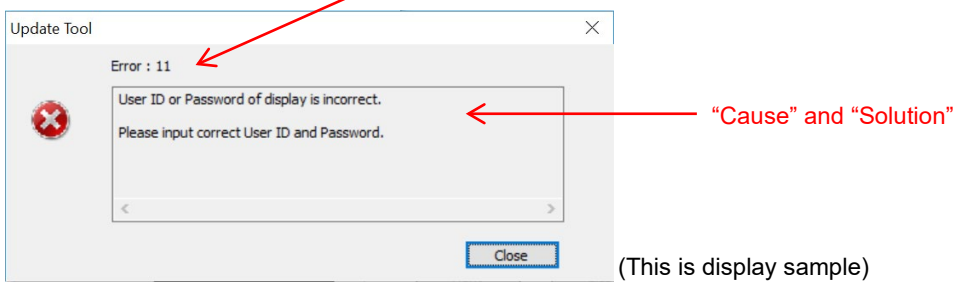 Update Tool
Error : 11
User ID or Password of display is incorrect.
“Cause” and “Solution”
Please input correct User ID and Password.
Close
(This is display sample)